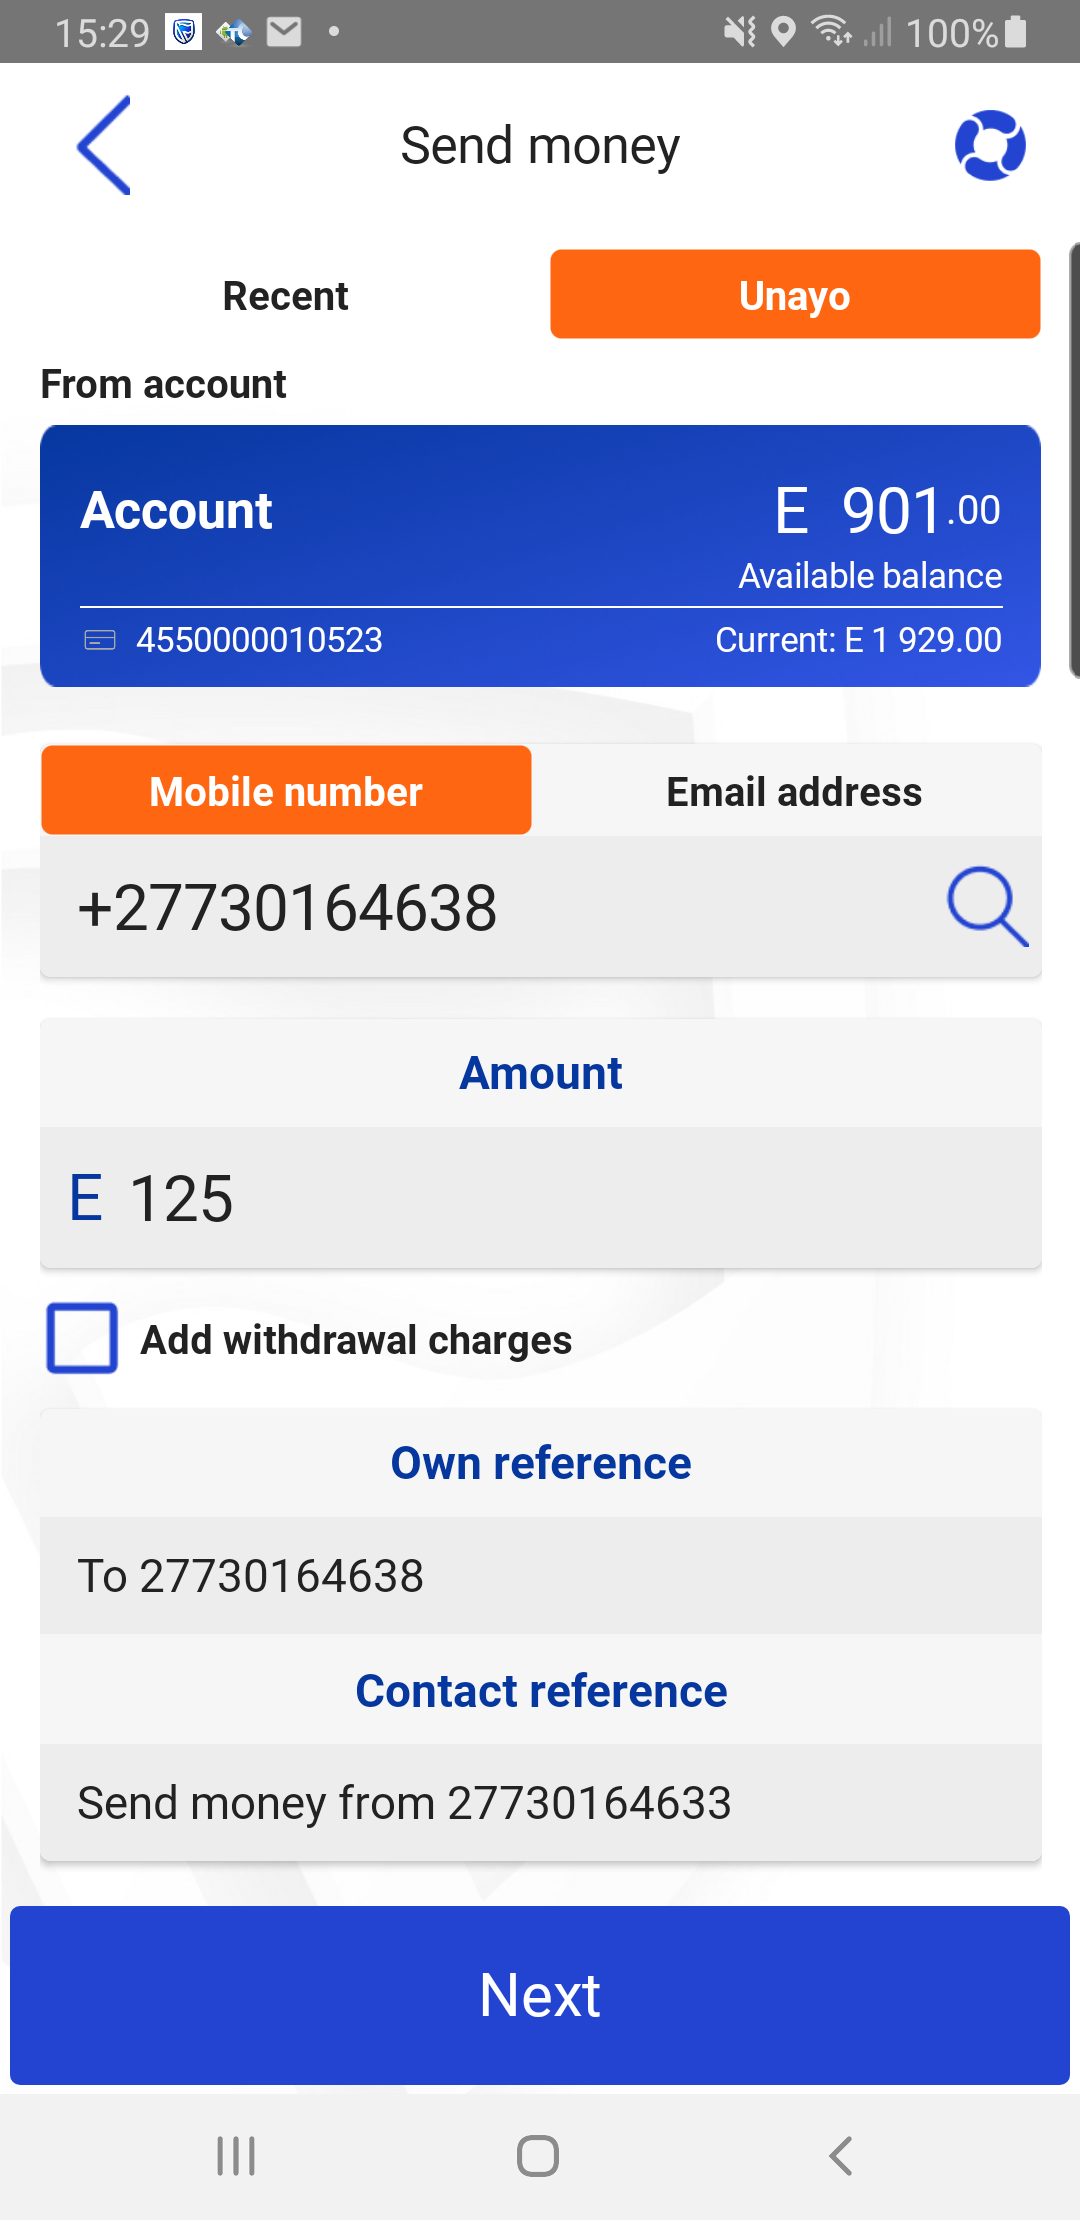 15:29 100%
Send money
Recent Unayo
From account
Account E 901.00
Available balance
4550000010523 Current: E 1 929.00
Mobile number Email address
+27730164638
Amount
E 125
Add withdrawal charges
Own reference
To 27730164638
Contact reference
Send money from 27730164633
Next